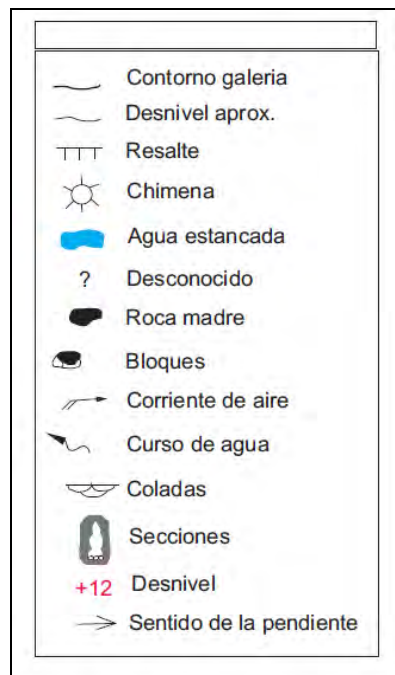 Contorno galeria
Desnivel aprox.
Resalte
Chimena
Agua estancada
? Desconocido
Roca madre
Bloques
Corriente de aire
Curso de agua
Coladas
Secciones
+12 Desnivel
Sentido de la pendiente